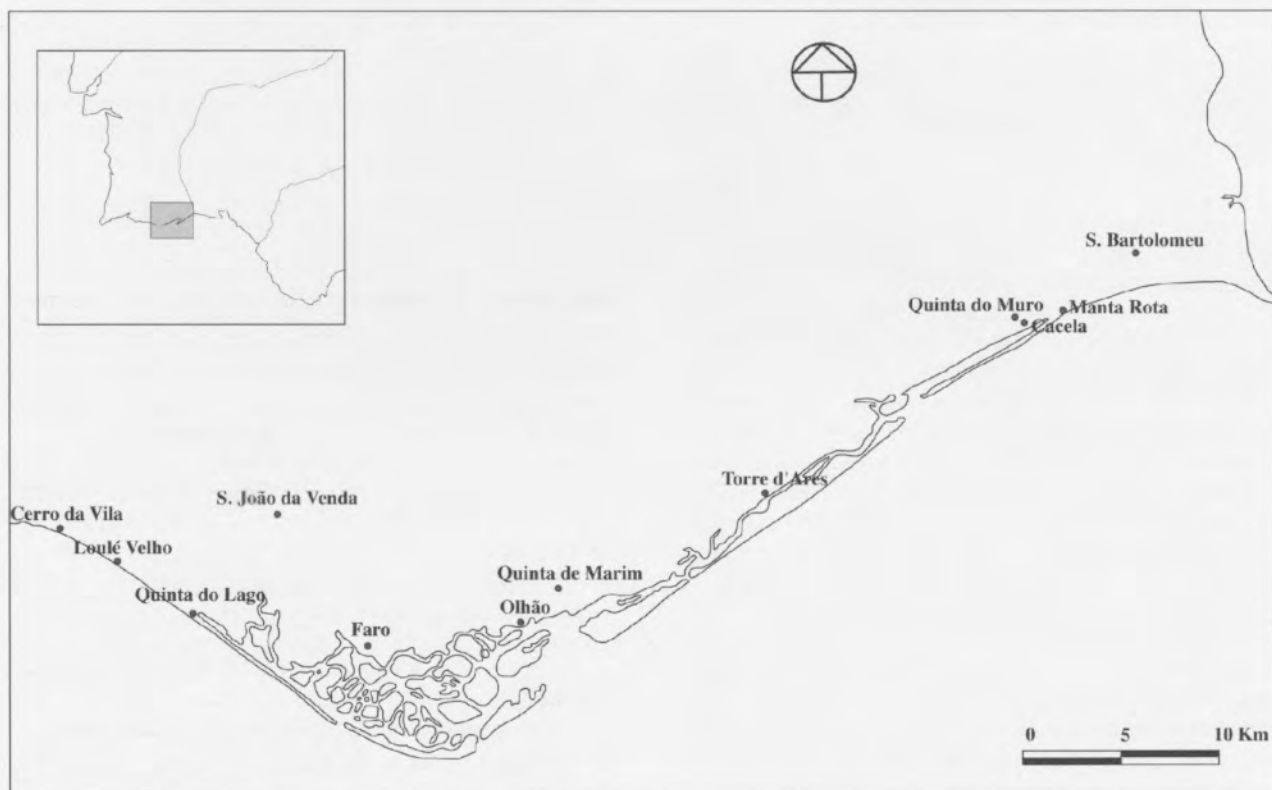 S. Bartolomeu
Quinta do Muro
Manta Rota
Cacela
Torre d'Ares
S. João da Venda
Cerro da Vila
Loulé Velho
Quinta de Marim
Quinta do Lago
Olhão
Faro
0 5 10 Km